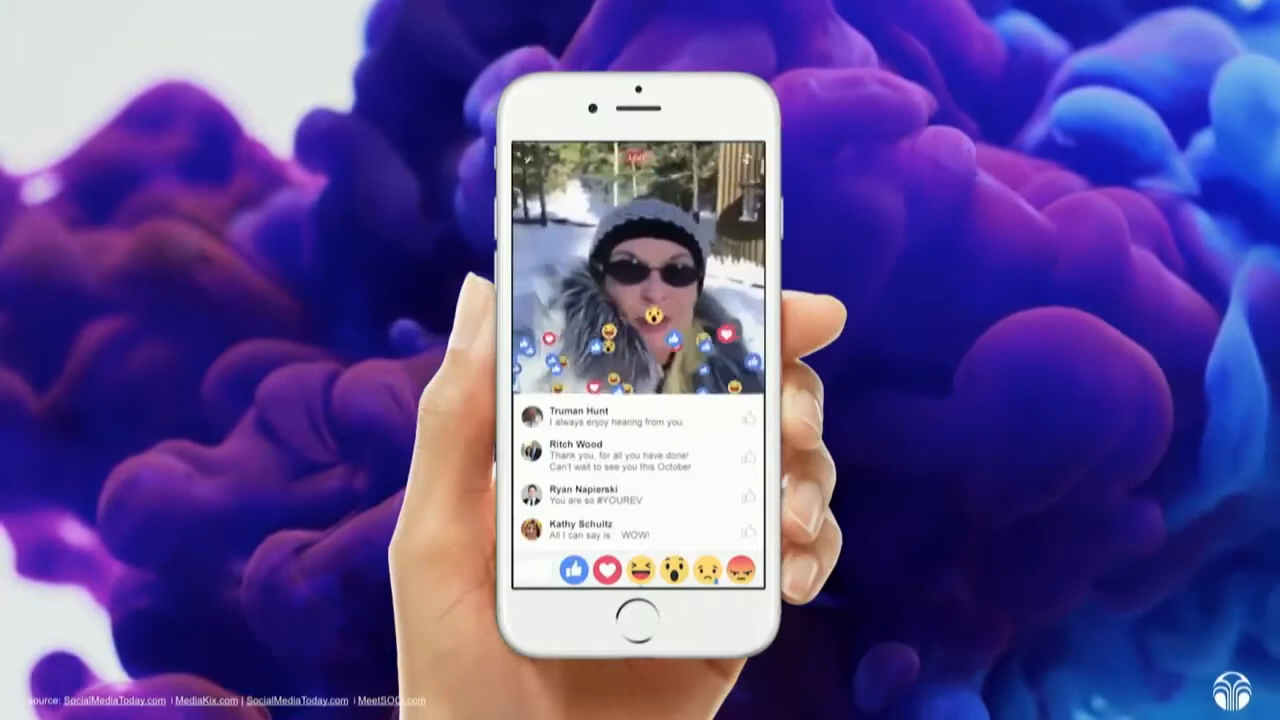 LIVE
Truman Hunt
I always enjoy hearing from you
Ritch Wood
Thank you, for all you have done!
Can't wait to see you this October
Ryan Napierski
You are so #YOUREV
Kathy Schultz
All I can say is WOW!
source: SocialMediaToday.com | MediaKix.com | SocialMediaToday.com | MeetSOCi.com